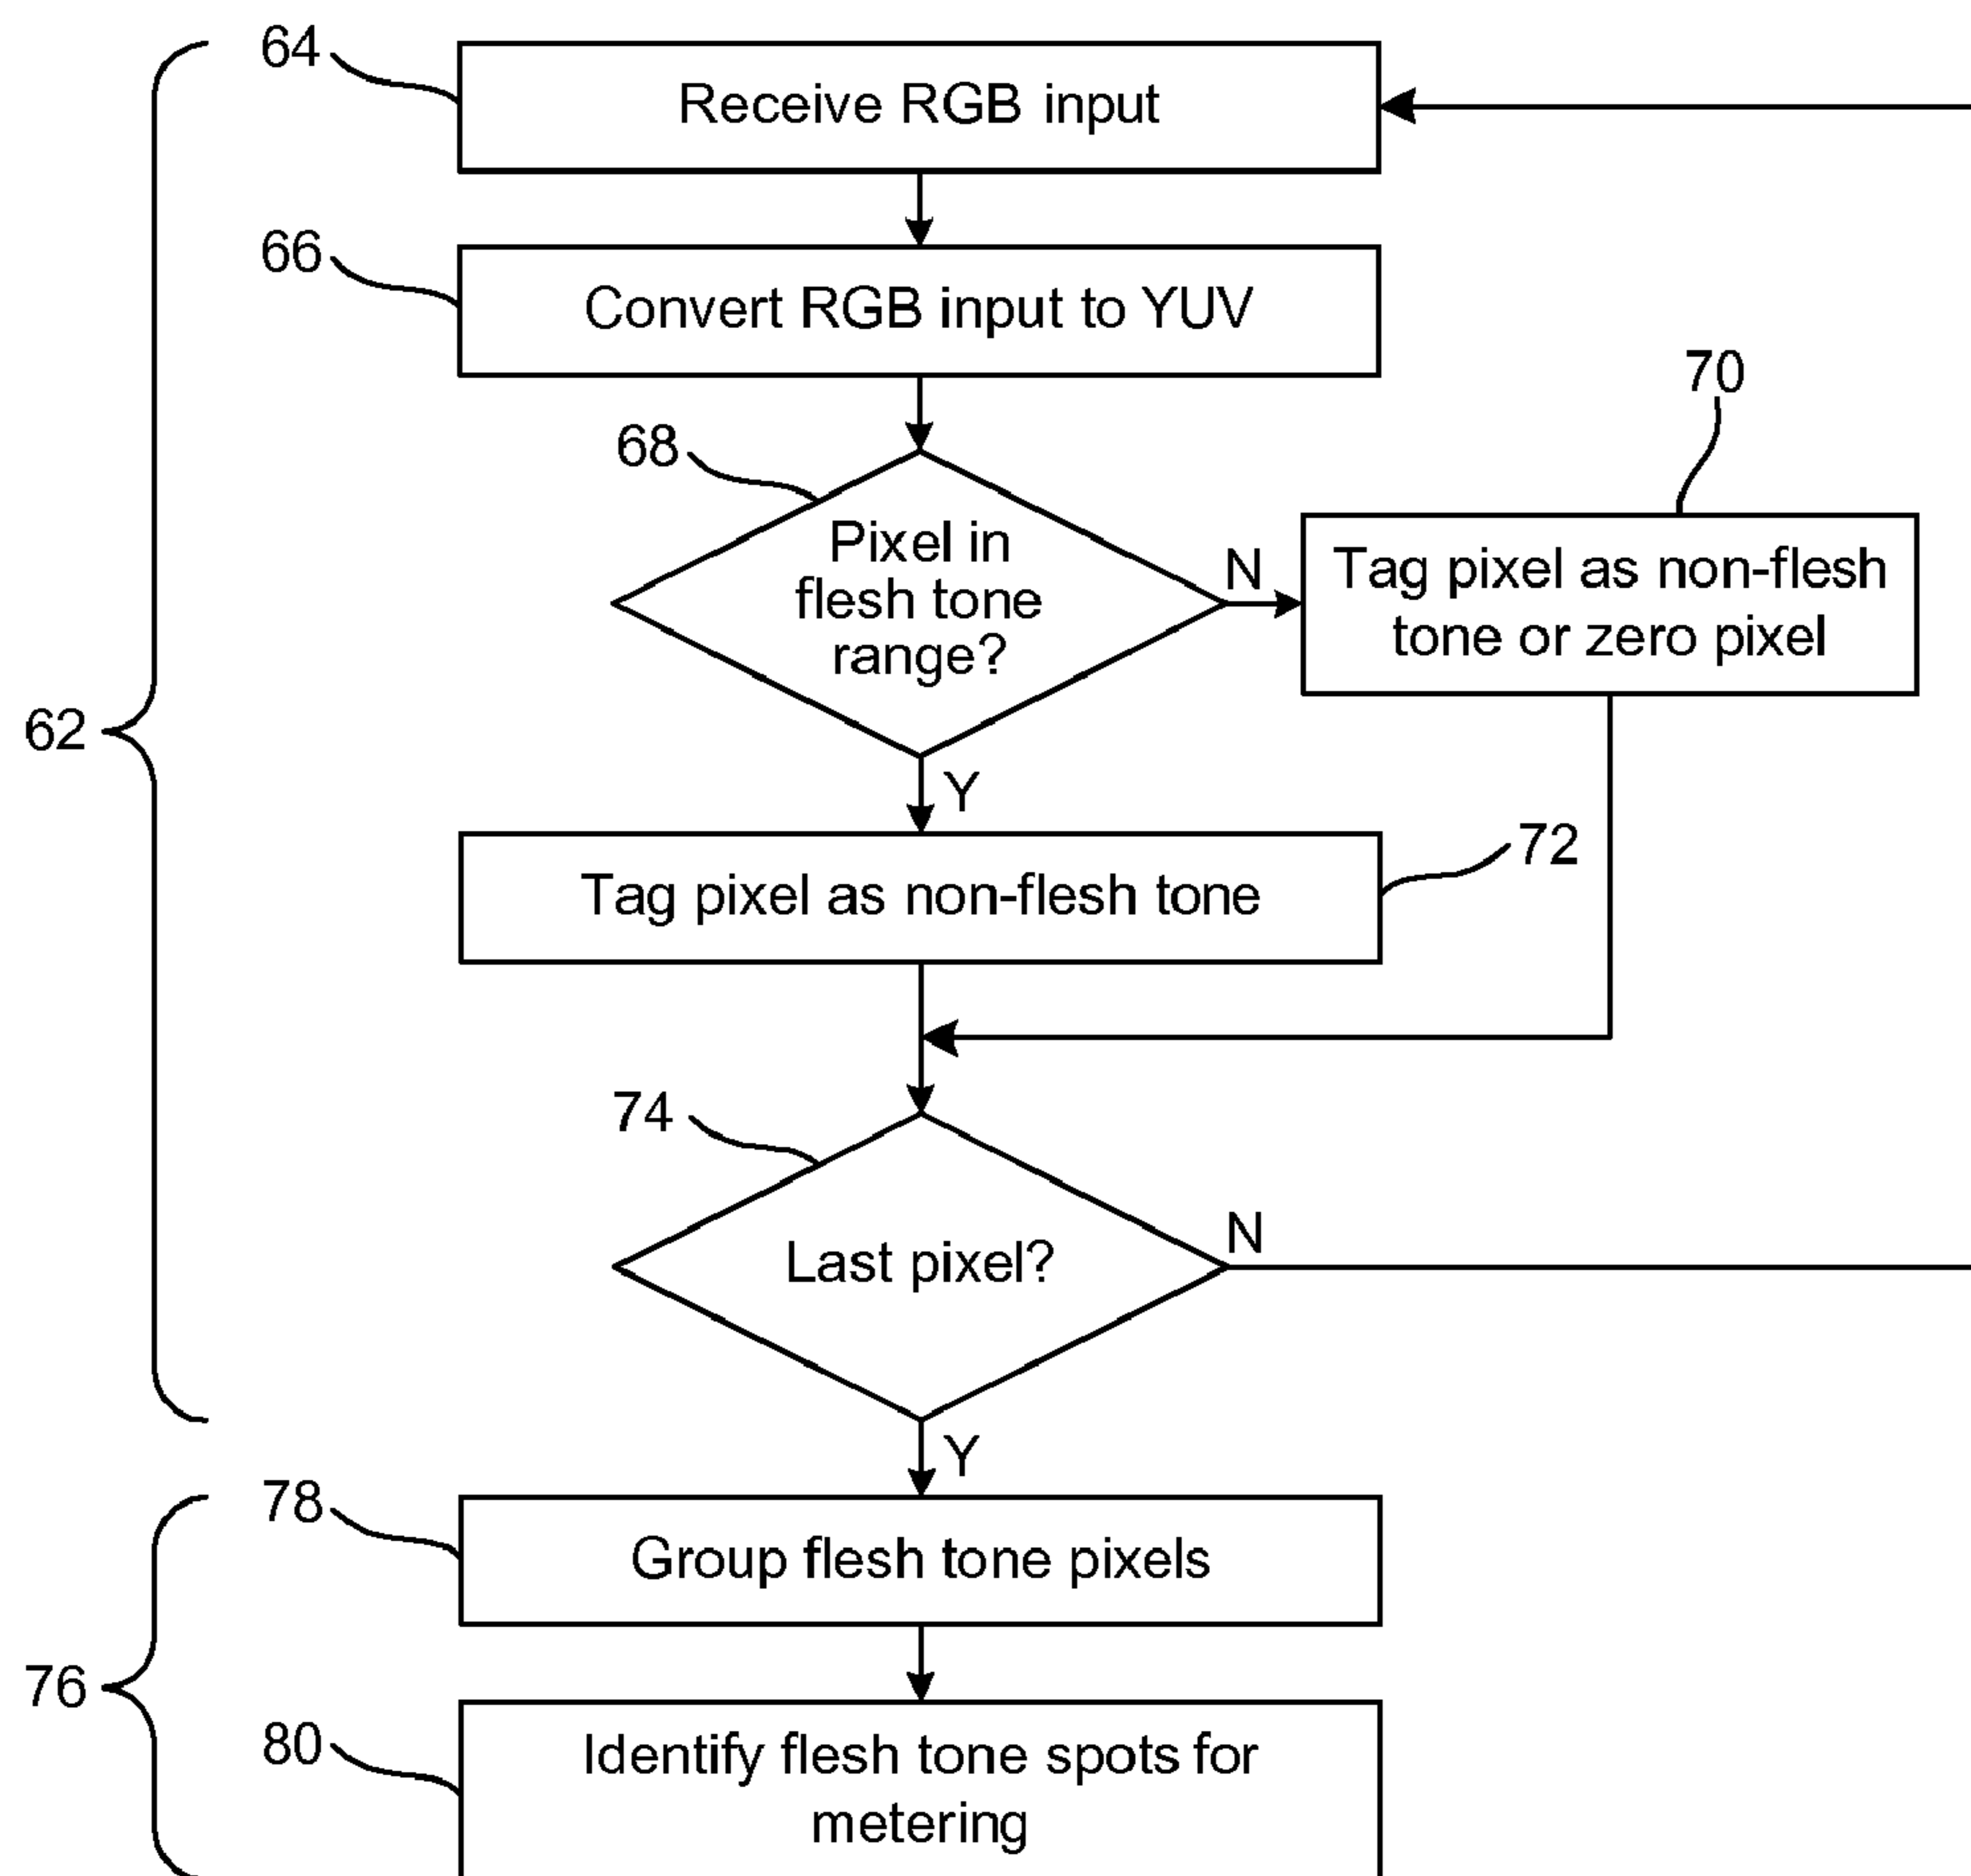 64
Receive RGB input
66
Convert RGB input to YUV
70
68
Pixel in
flesh tone
range?
N
Tag pixel as non-flesh
tone or zero pixel
62
Y
72
Tag pixel as non-flesh tone
74
Last pixel?
N
Y
78
Group flesh tone pixels
76
80
Identify flesh tone spots for
metering